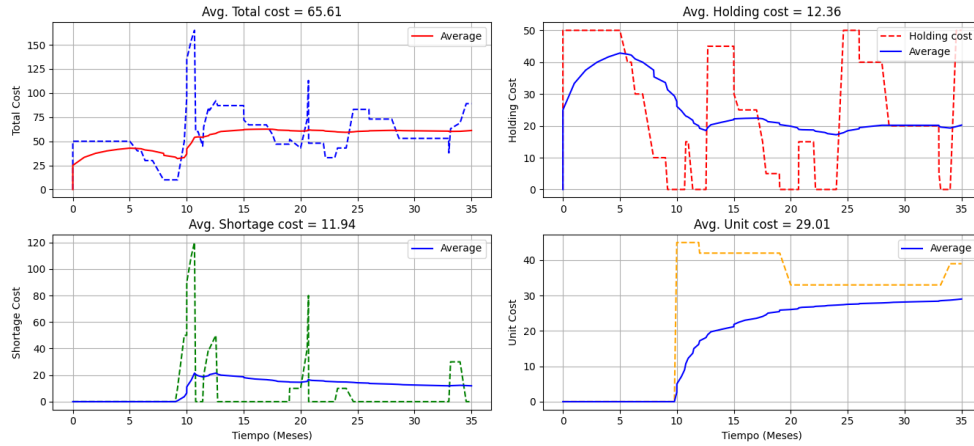 Avg. Total cost = 65.61
Total Cost
150
125
100
75
50
25
0
Average
0 5 10 15 20 25 30 35
Avg. Holding cost = 12.36
Holding Cost
50
40
30
20
10
0
Holding cost
Average
0 5 10 15 20 25 30 35
Avg. Shortage cost = 11.94
Shortage Cost
120
100
80
60
40
20
0
Average
0 5 10 15 20 25 30 35
Tiempo (Meses)
Avg. Unit cost = 29.01
Unit Cost
40
30
20
10
0
Average
0 5 10 15 20 25 30 35
Tiempo (Meses)